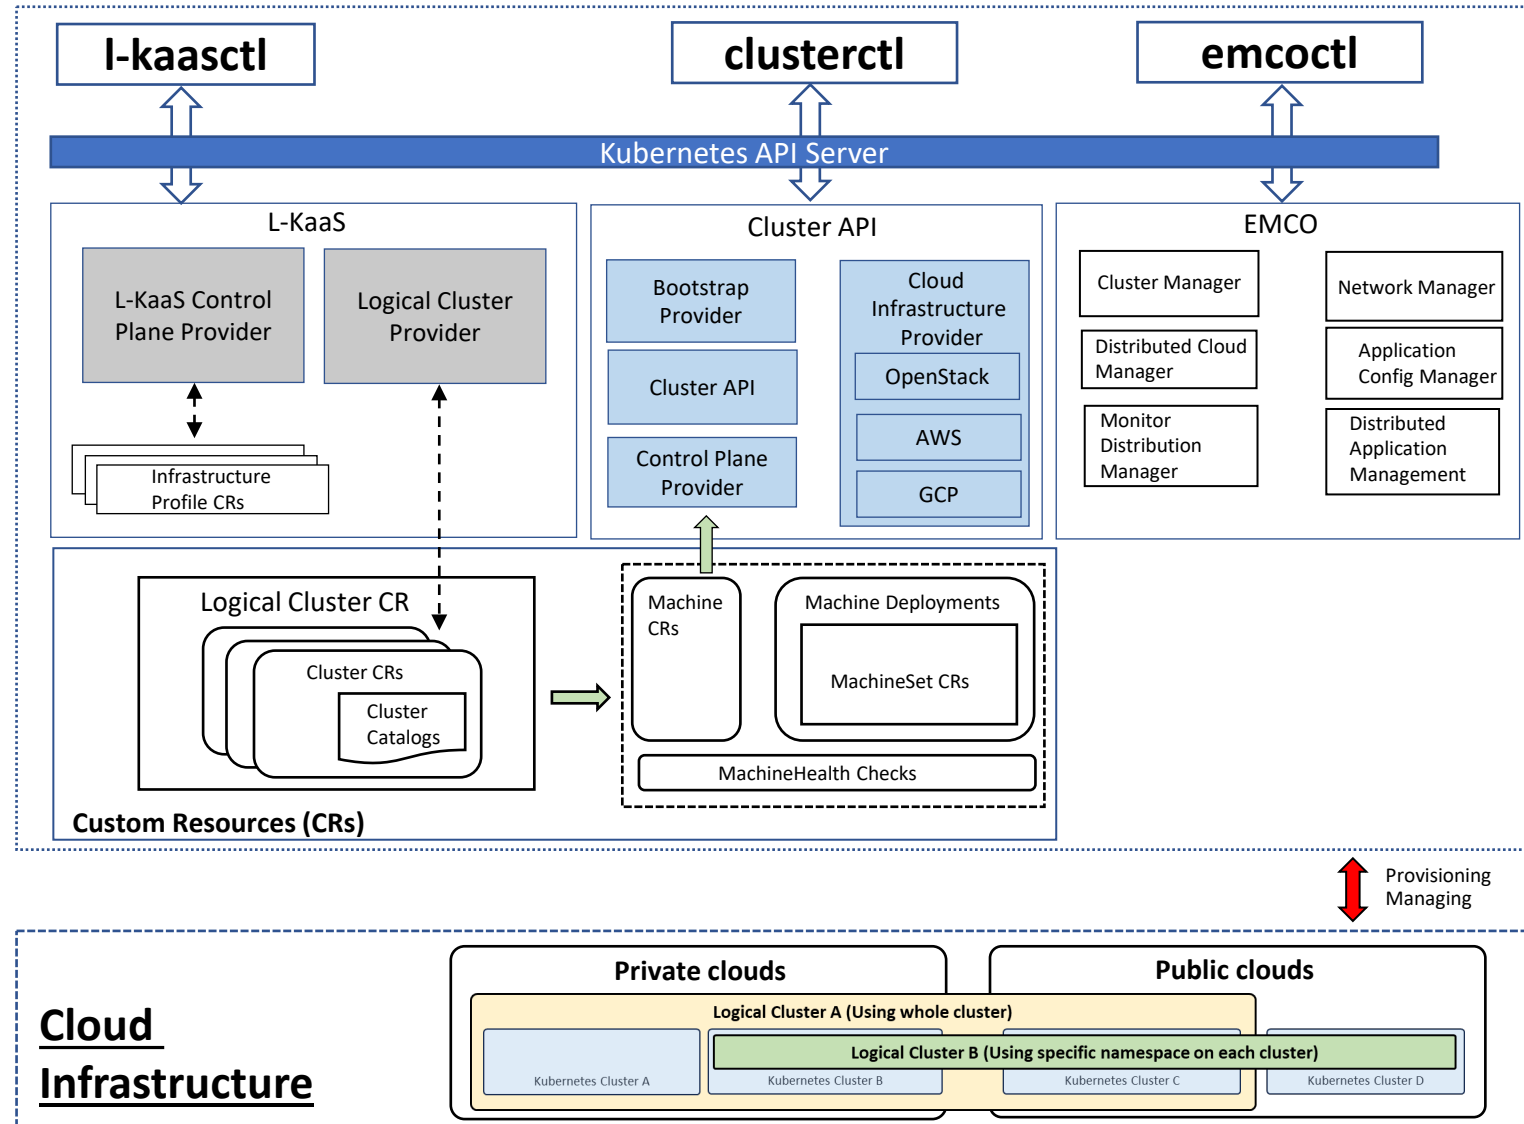 l-kaasctl
clusterctl
emcoctl
Kubernetes API Server
L-KaaS
L-KaaS Control
Plane Provider
Logical Cluster
Provider
Infrastructure
Profile CRs
Cluster API
Bootstrap
Provider
Cluster API
Control Plane
Provider
Cloud
Infrastructure
Provider
OpenStack
AWS
GCP
EMCO
Cluster Manager
Network Manager
Distributed Cloud
Manager
Application
Config Manager
Monitor
Distribution
Manager
Distributed
Application
Management
Logical Cluster CR
Cluster CRs
Cluster
Catalogs
Machine
CRs
Machine Deployments
MachineSet CRs
MachineHealth Checks
Custom Resources (CRs)
Provisioning
Managing
Cloud
Infrastructure
Private clouds
Public clouds
Logical Cluster A (Using whole cluster)
Logical Cluster B (Using specific namespace on each cluster)
Kubernetes Cluster A
Kubernetes Cluster B
Kubernetes Cluster C
Kubernetes Cluster D